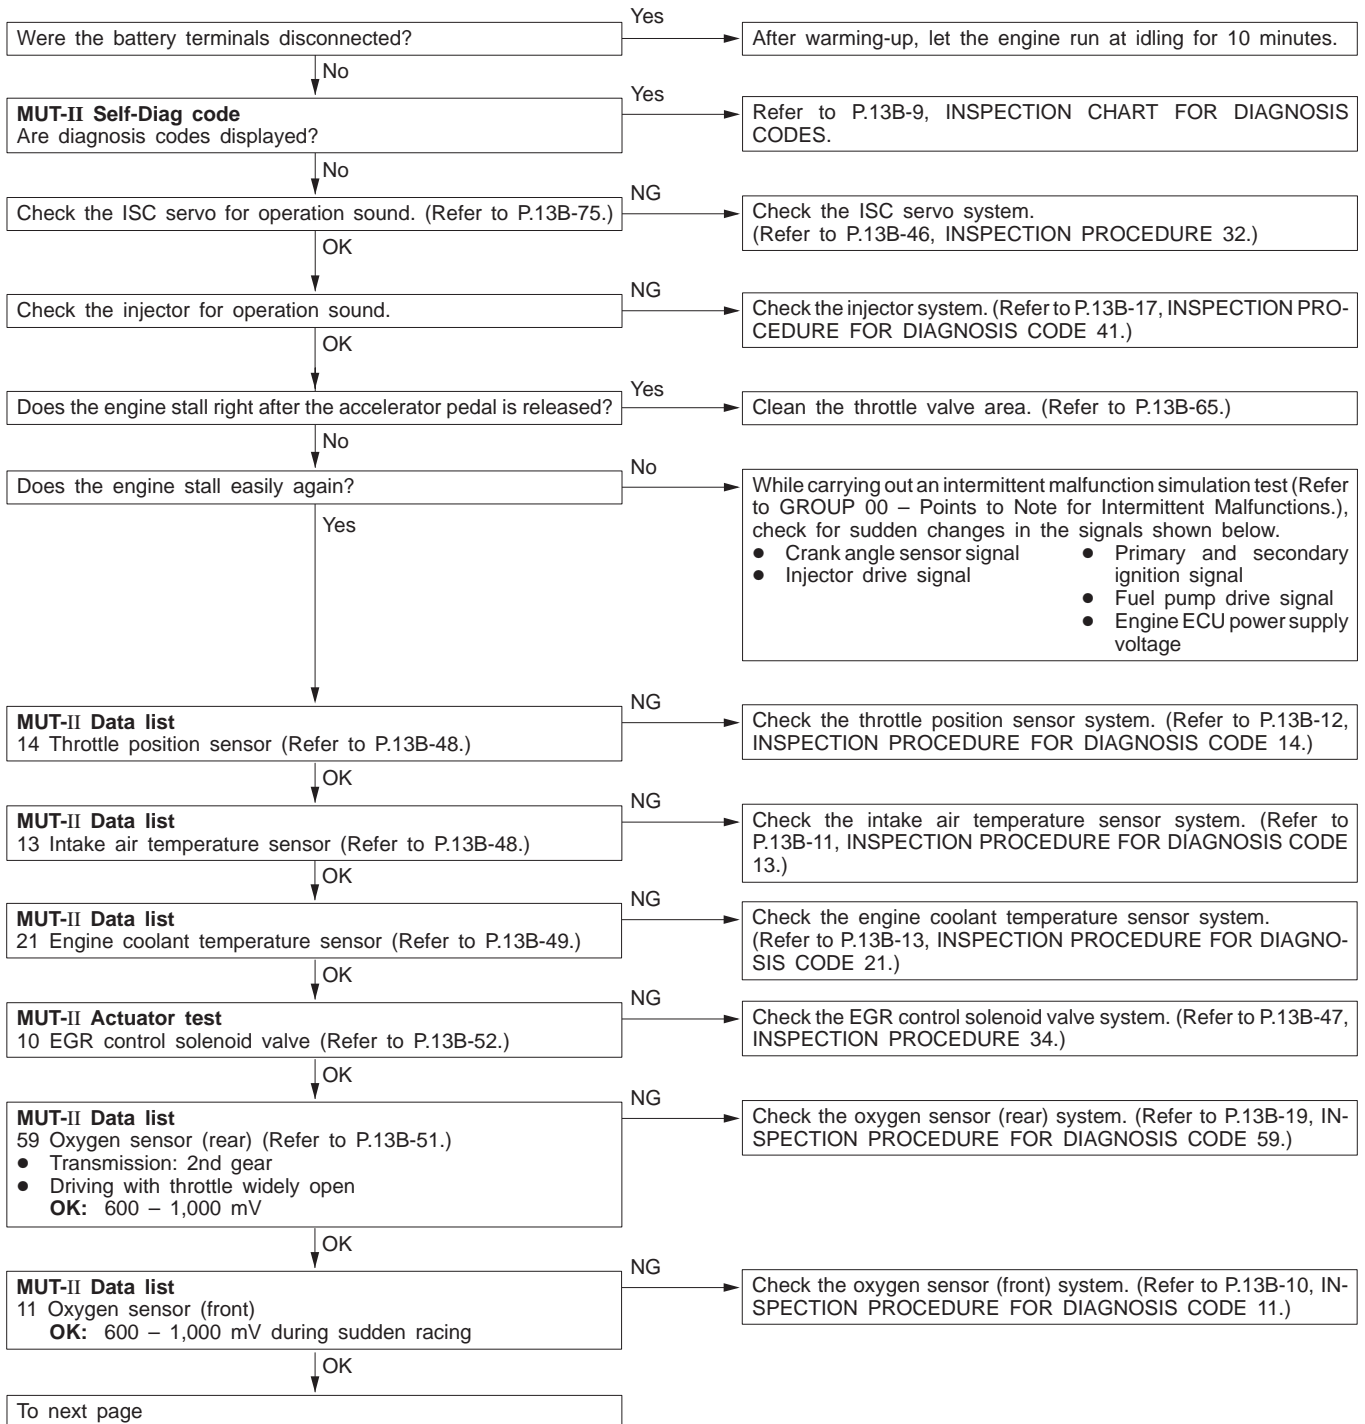 Yes
Were the battery terminals disconnected?
After warming-up, let the engine run at idling for 10 minutes.
No
MUT-II Self-Diag code
Are diagnosis codes displayed?
Yes
Refer to P.13B-9, INSPECTION CHART FOR DIAGNOSIS
CODES.
No
Check the ISC servo for operation sound. (Refer to P.13B-75.)
NG
Check the ISC servo system.
(Refer to P.13B-46, INSPECTION PROCEDURE 32.)
OK
Check the injector for operation sound.
NG
Check the injector system. (Refer to P.13B-17, INSPECTION PRO-
CEDURE FOR DIAGNOSIS CODE 41.)
OK
Does the engine stall right after the accelerator pedal is released?
Yes
Clean the throttle valve area. (Refer to P.13B-65.)
No
Does the engine stall easily again?
No
While carrying out an intermittent malfunction simulation test (Refer
to GROUP 00 – Points to Note for Intermittent Malfunctions.),
check for sudden changes in the signals shown below.
● Crank angle sensor signal
● Injector drive signal
● Primary and secondary
ignition signal
● Fuel pump drive signal
● Engine ECU power supply
voltage
Yes
MUT-II Data list
14 Throttle position sensor (Refer to P.13B-48.)
NG
Check the throttle position sensor system. (Refer to P.13B-12,
INSPECTION PROCEDURE FOR DIAGNOSIS CODE 14.)
OK
MUT-II Data list
13 Intake air temperature sensor (Refer to P.13B-48.)
NG
Check the intake air temperature sensor system. (Refer to
P.13B-11, INSPECTION PROCEDURE FOR DIAGNOSIS CODE
13.)
OK
MUT-II Data list
21 Engine coolant temperature sensor (Refer to P.13B-49.)
NG
Check the engine coolant temperature sensor system.
(Refer to P.13B-13, INSPECTION PROCEDURE FOR DIAGNO-
SIS CODE 21.)
OK
MUT-II Actuator test
10 EGR control solenoid valve (Refer to P.13B-52.)
NG
Check the EGR control solenoid valve system. (Refer to P.13B-47,
INSPECTION PROCEDURE 34.)
OK
MUT-II Data list
59 Oxygen sensor (rear) (Refer to P.13B-51.)
● Transmission: 2nd gear
● Driving with throttle widely open
OK: 600 – 1,000 mV
NG
Check the oxygen sensor (rear) system. (Refer to P.13B-19, IN-
SPECTION PROCEDURE FOR DIAGNOSIS CODE 59.)
OK
MUT-II Data list
11 Oxygen sensor (front)
OK: 600 – 1,000 mV during sudden racing
NG
Check the oxygen sensor (front) system. (Refer to P.13B-10, IN-
SPECTION PROCEDURE FOR DIAGNOSIS CODE 11.)
OK
To next page